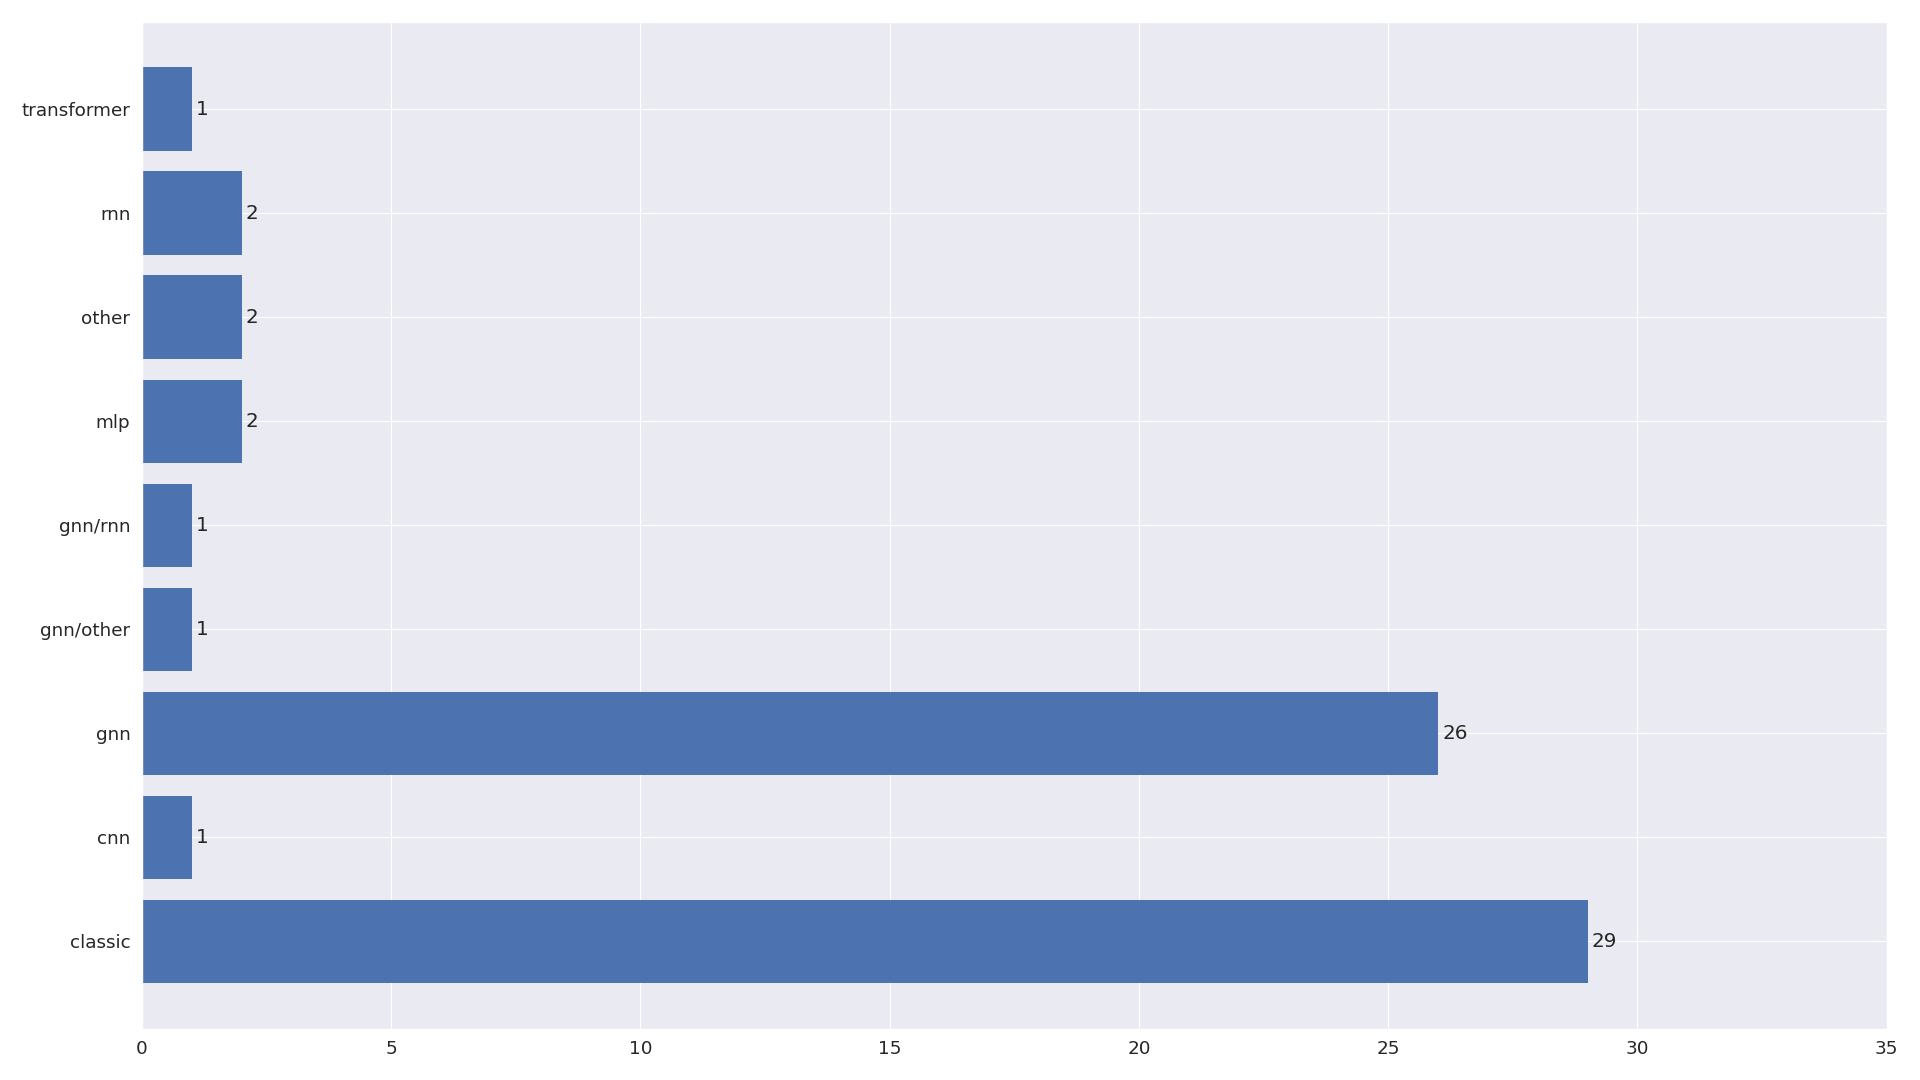 transformer 1
rnn 2
other 2
mlp 2
gnn/rnn 1
gnn/other 1
gnn 26
cnn 1
classic 29
0 5 10 15 20 25 30 35